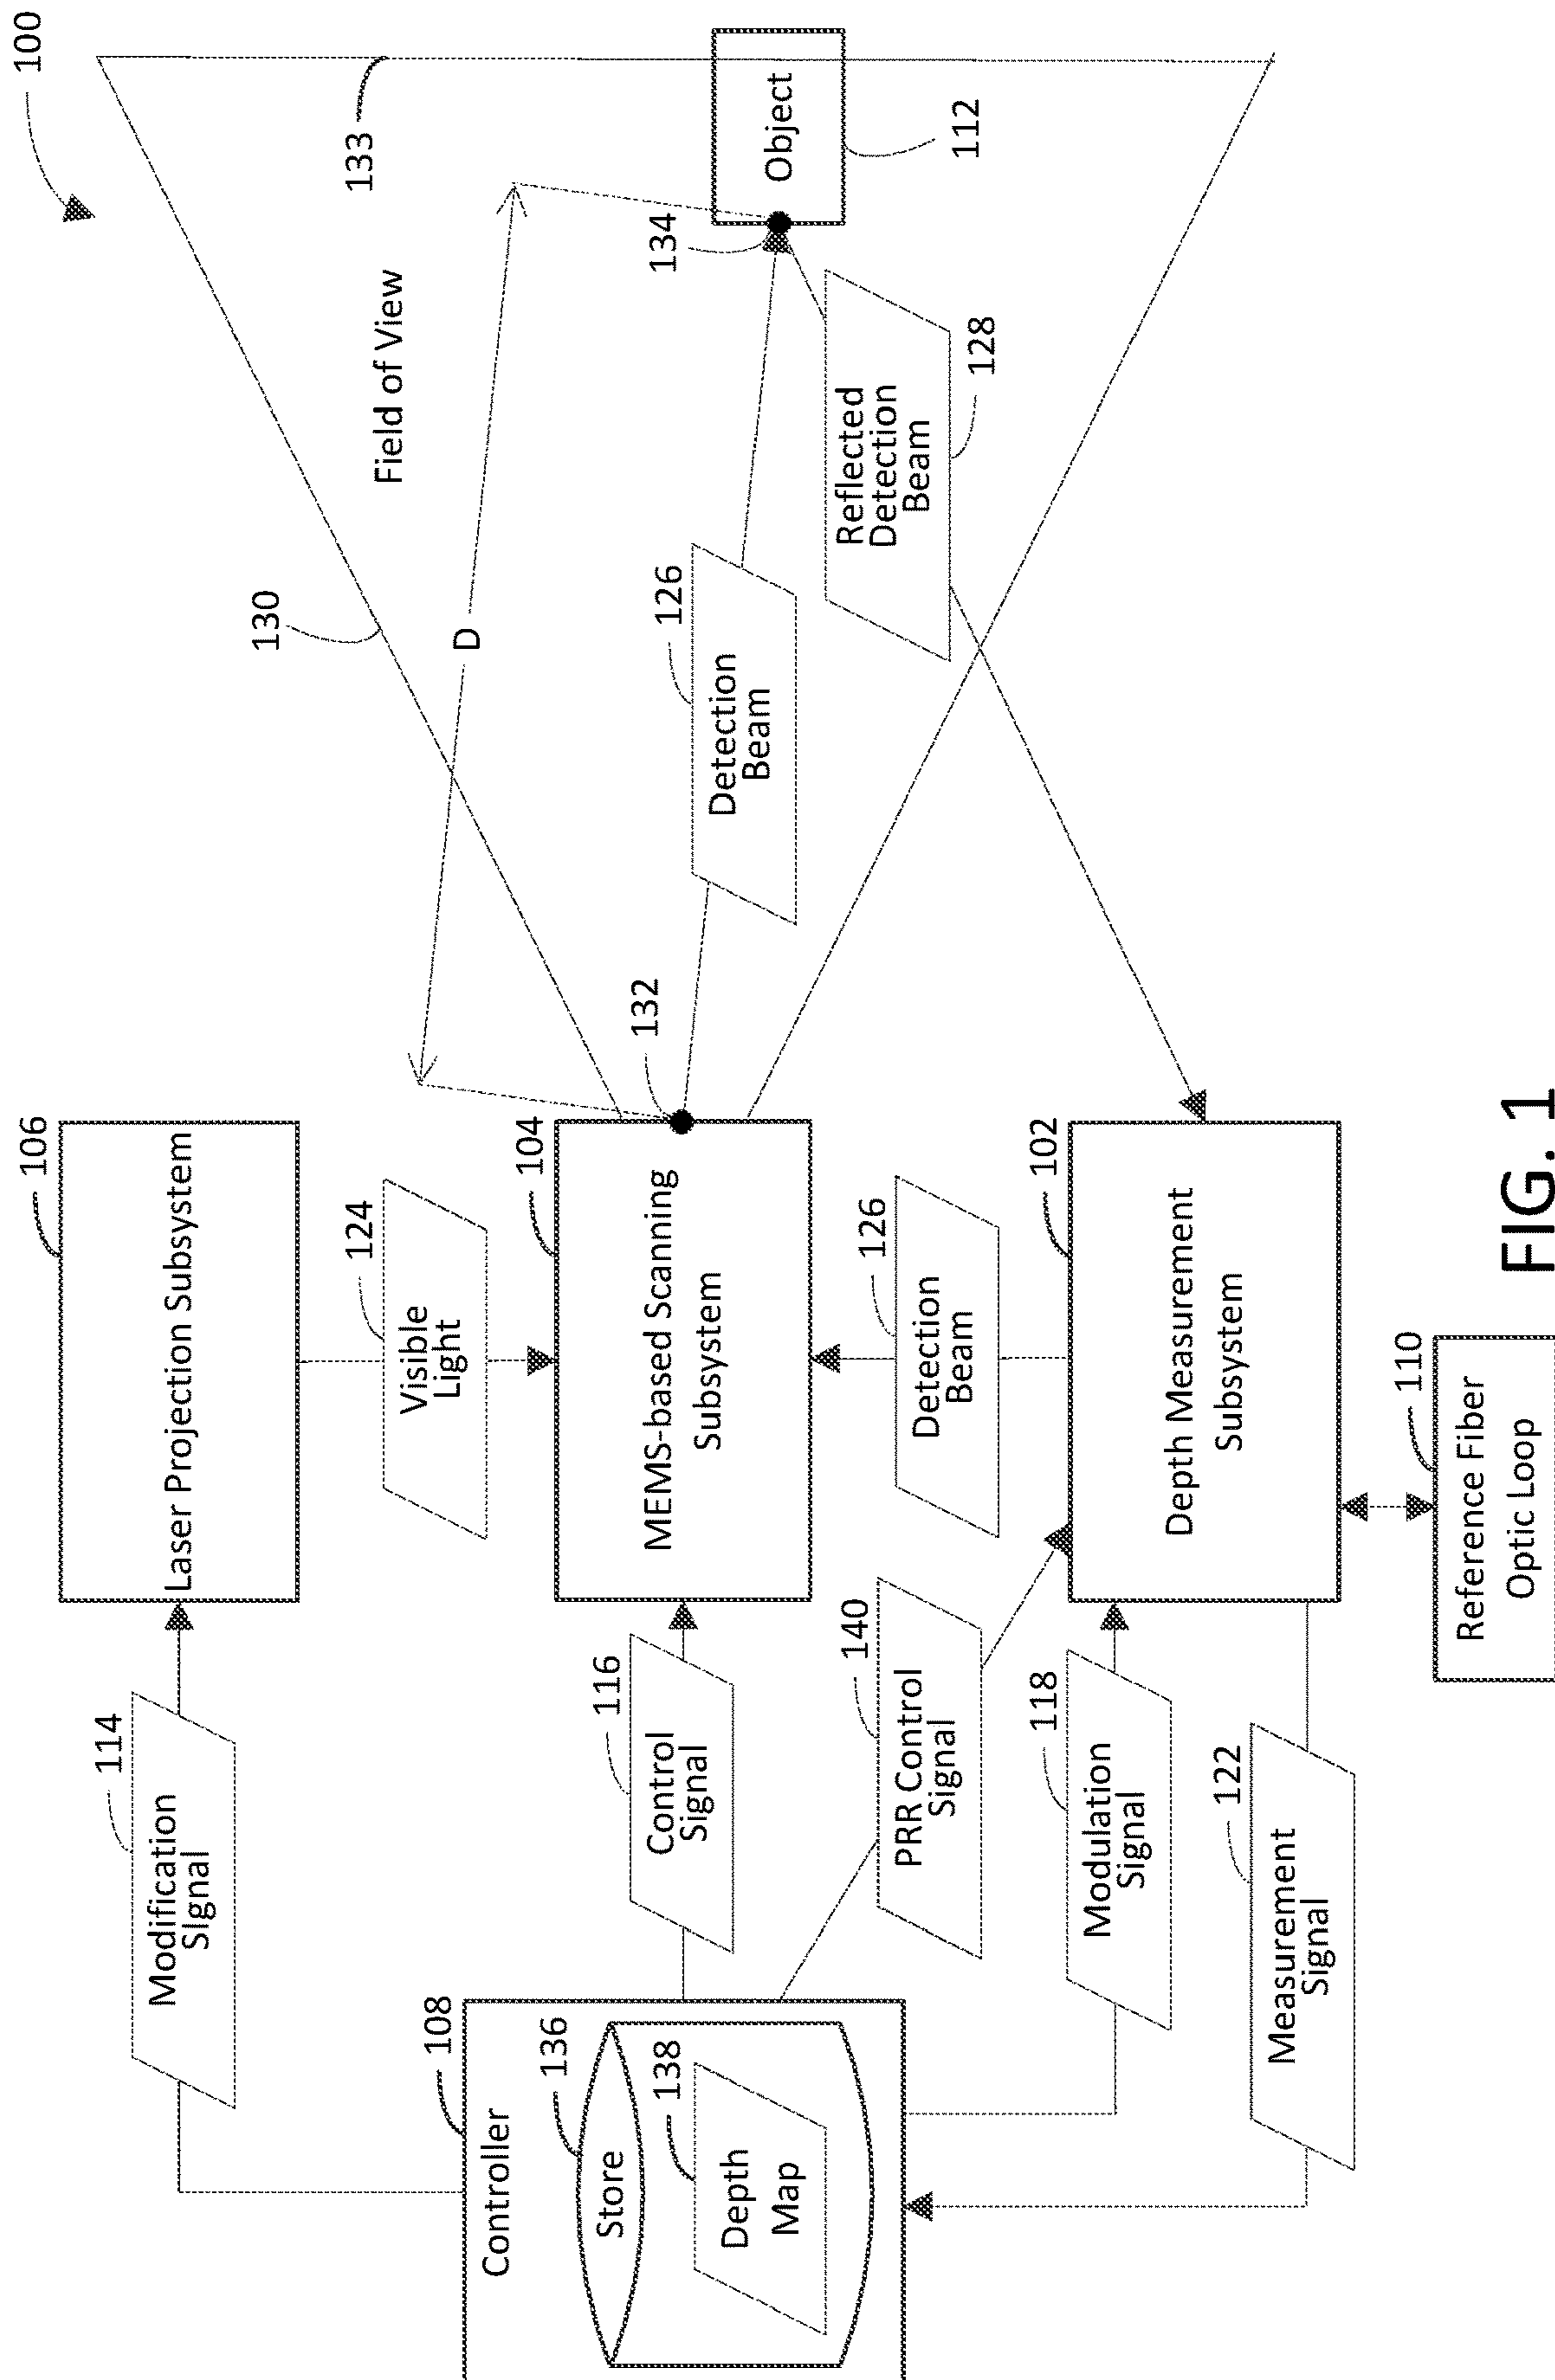 100
106
Laser Projection Subsystem
114
Modification
SIgnal
124
Visible
Light
130
Field of View
133
D
104
MEMS-based Scanning
Subsystem
132
116
Control
Signal
126
Detection
Beam
134
Object
112
128
Reflected
Detection
Beam
108
Controller
136
Store
138
Depth
Map
140
PRR Control
Signal
126
Detection
Beam
102
Depth Measurement
Subsystem
118
Modulation
Signal
122
Measurement
Signal
110
Reference Fiber
Optic Loop
FIG. 1